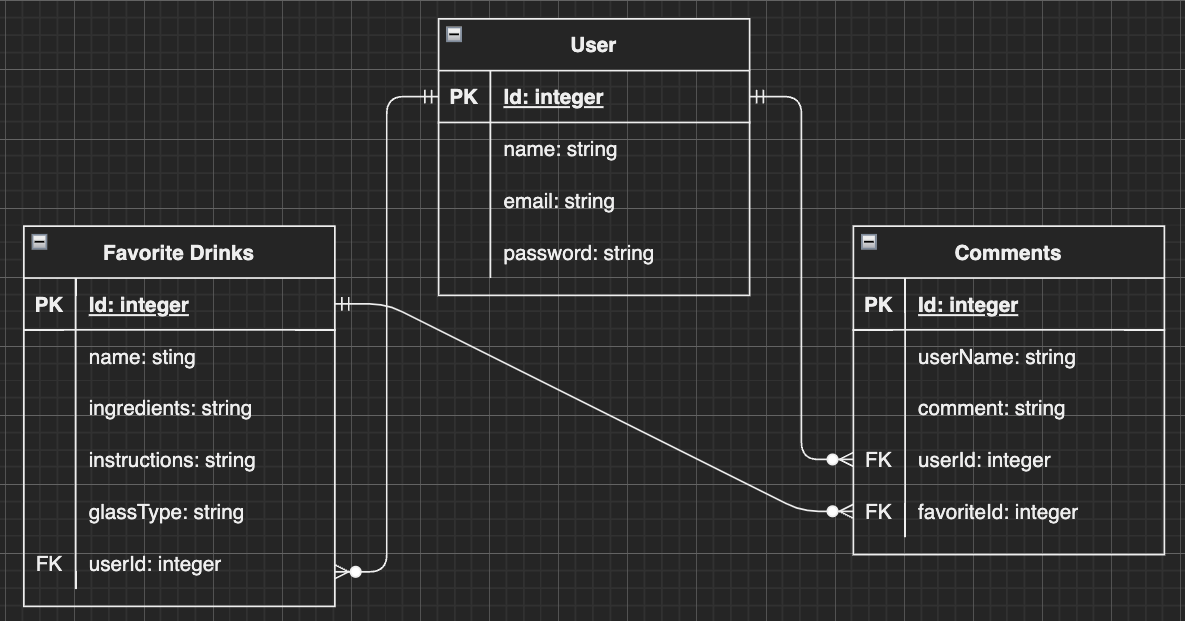 User
PK Id: integer
name: string
email: string
password: string
Favorite Drinks
PK Id: integer
name: sting
ingredients: string
instructions: string
glassType: string
FK userId: integer
Comments
PK Id: integer
userName: string
comment: string
FK userId: integer
FK favoriteId: integer